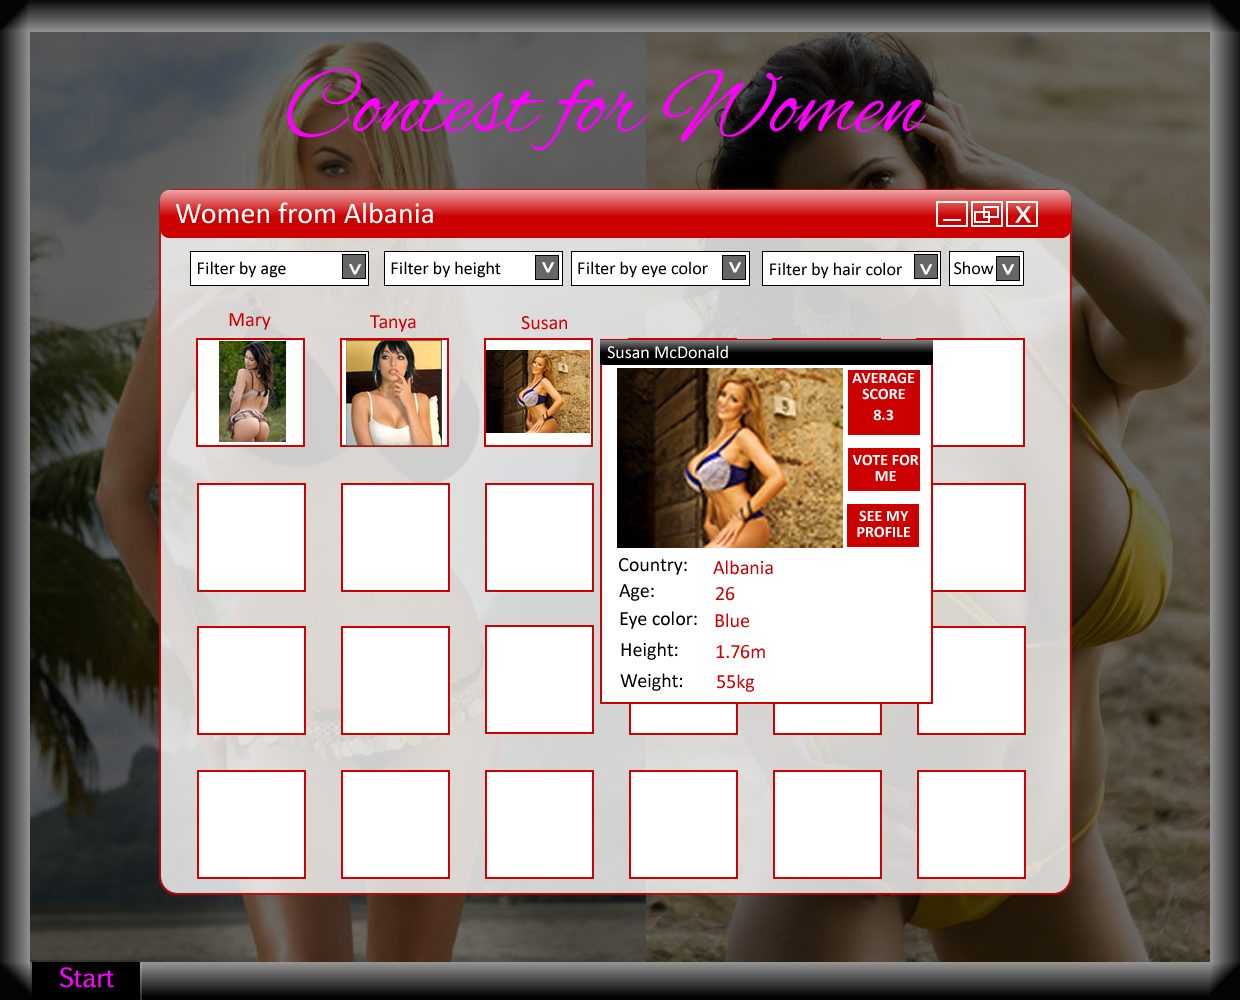 Contest for Women
Women from Albania
X
Filter by age V
Filter by height V
Filter by eye color V
Filter by hair color V
Show V
Mary
Tanya
Susan
Susan McDonald
AVERAGE
SCORE
8.3
VOTE FOR
ME
SEE MY
PROFILE
Country: Albania
Age: 26
Eye color: Blue
Height: 1.76m
Weight: 55kg
Start